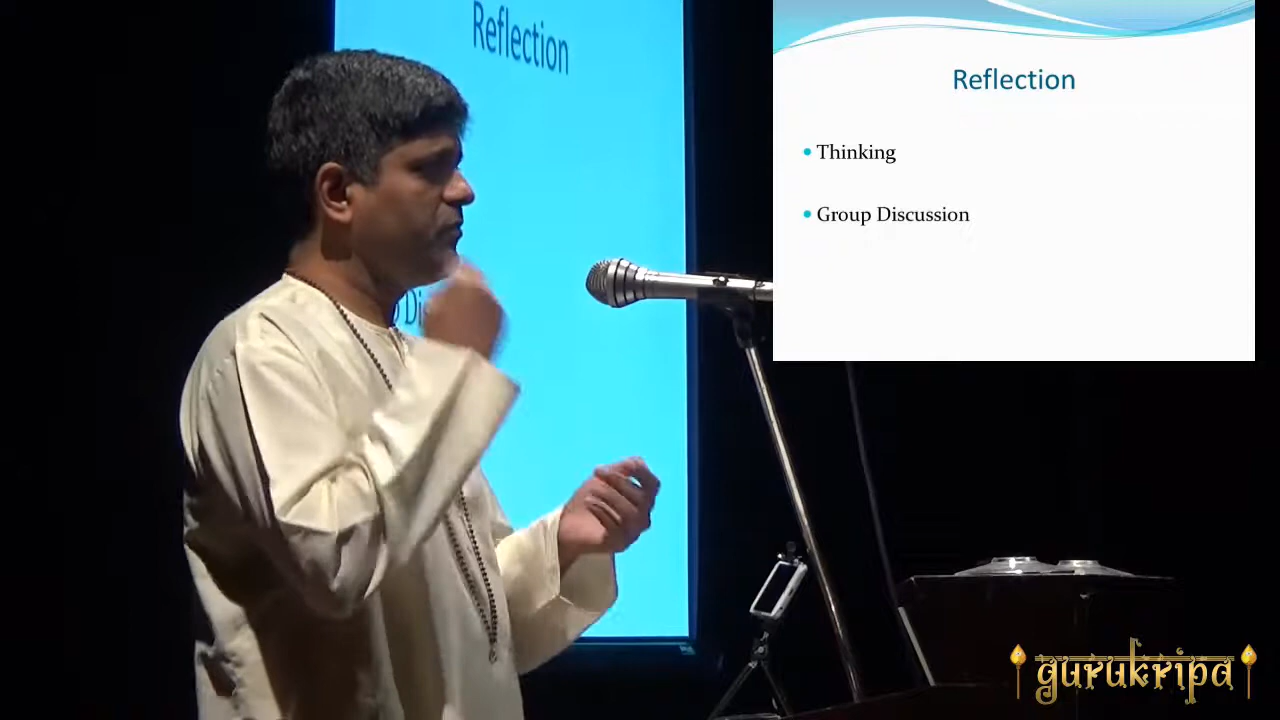 Reflection
Reflection
Thinking
Group Discussion
gurukripa